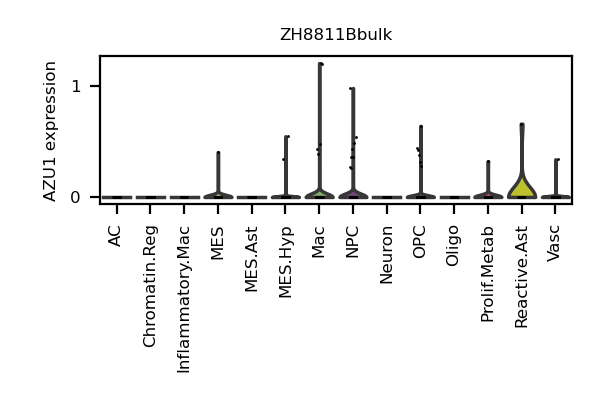 ZH8811Bbulk
AZU1 expression
1
0
AC
Chromatin.Reg
Inflammatory.Mac
MES
MES.Ast
MES.Hyp
Mac
NPC
Neuron
OPC
Oligo
Prolif.Metab
Reactive.Ast
Vasc